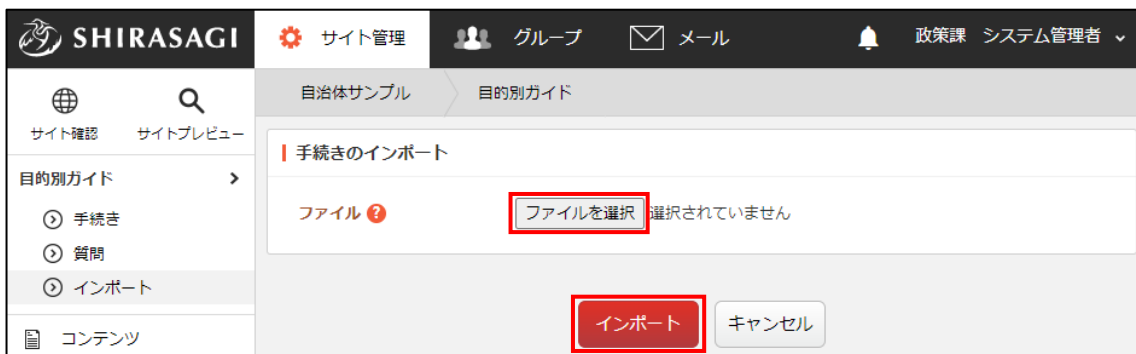 SHIRASAGI サイト管理 グループ メール 政策課 システム管理者
サイト確認 サイトプレビュー
自治体サンプル 目的別ガイド
目的別ガイド
手続き
質問
インポート
コンテンツ
手続きのインポート
ファイル ? ファイルを選択 選択されていません
インポート キャンセル